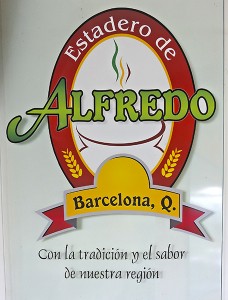 Estadero de
ALFREDO
Barcelona, Q.
Con la tradición y el sabor
de nuestra región